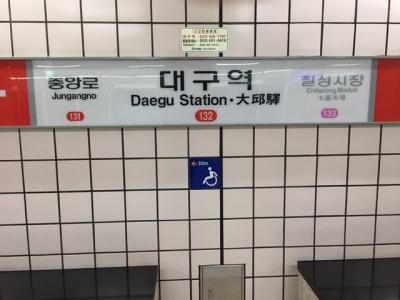 중앙로
Jungangno
131
대구역
Daegu Station·大邱驛
132
칠성시장
Chilseong Market
七星市場
133
←30m